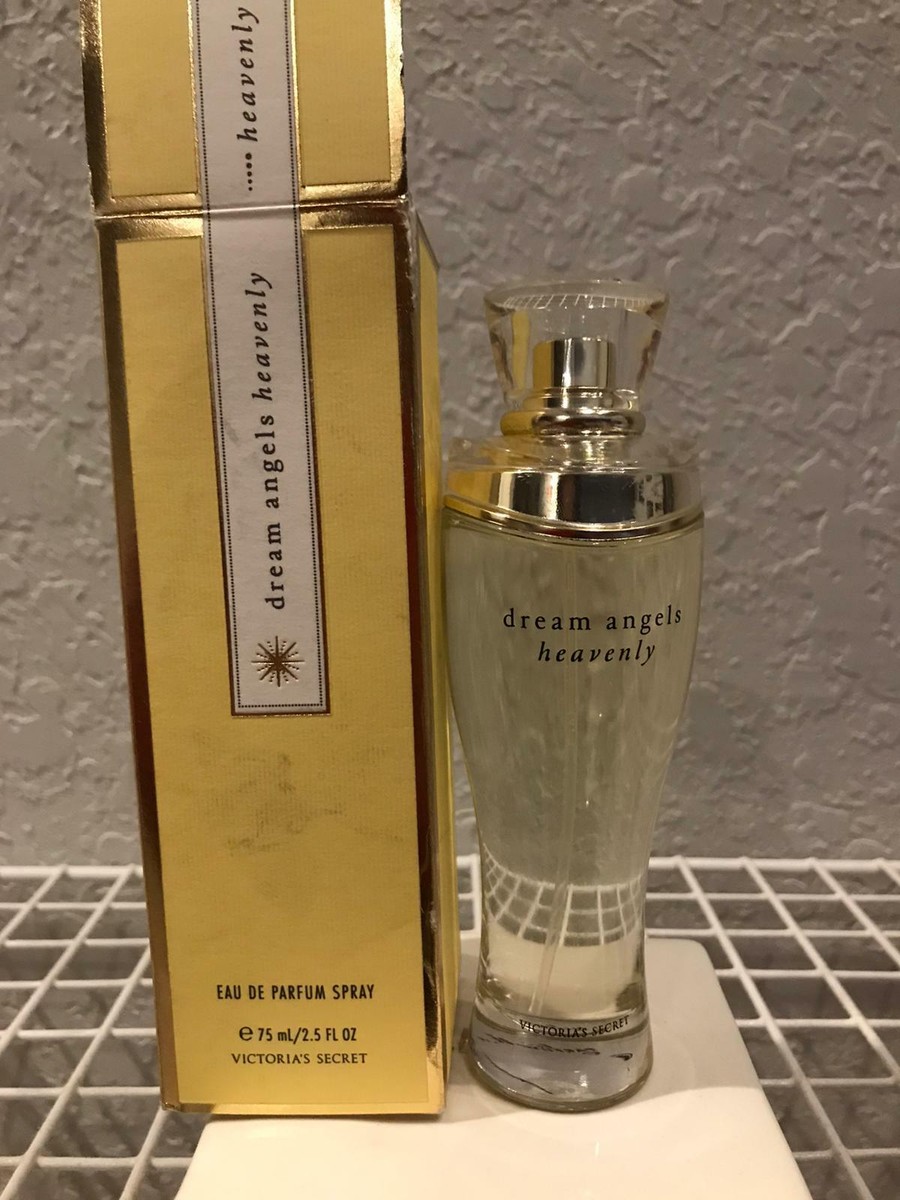 ..... heavenly
dream angels heavenly
EAU DE PARFUM SPRAY
℮ 75 mL/2.5 FL OZ
VICTORIA'S SECRET
dream angels
heavenly
VICTORIA'S SECRET